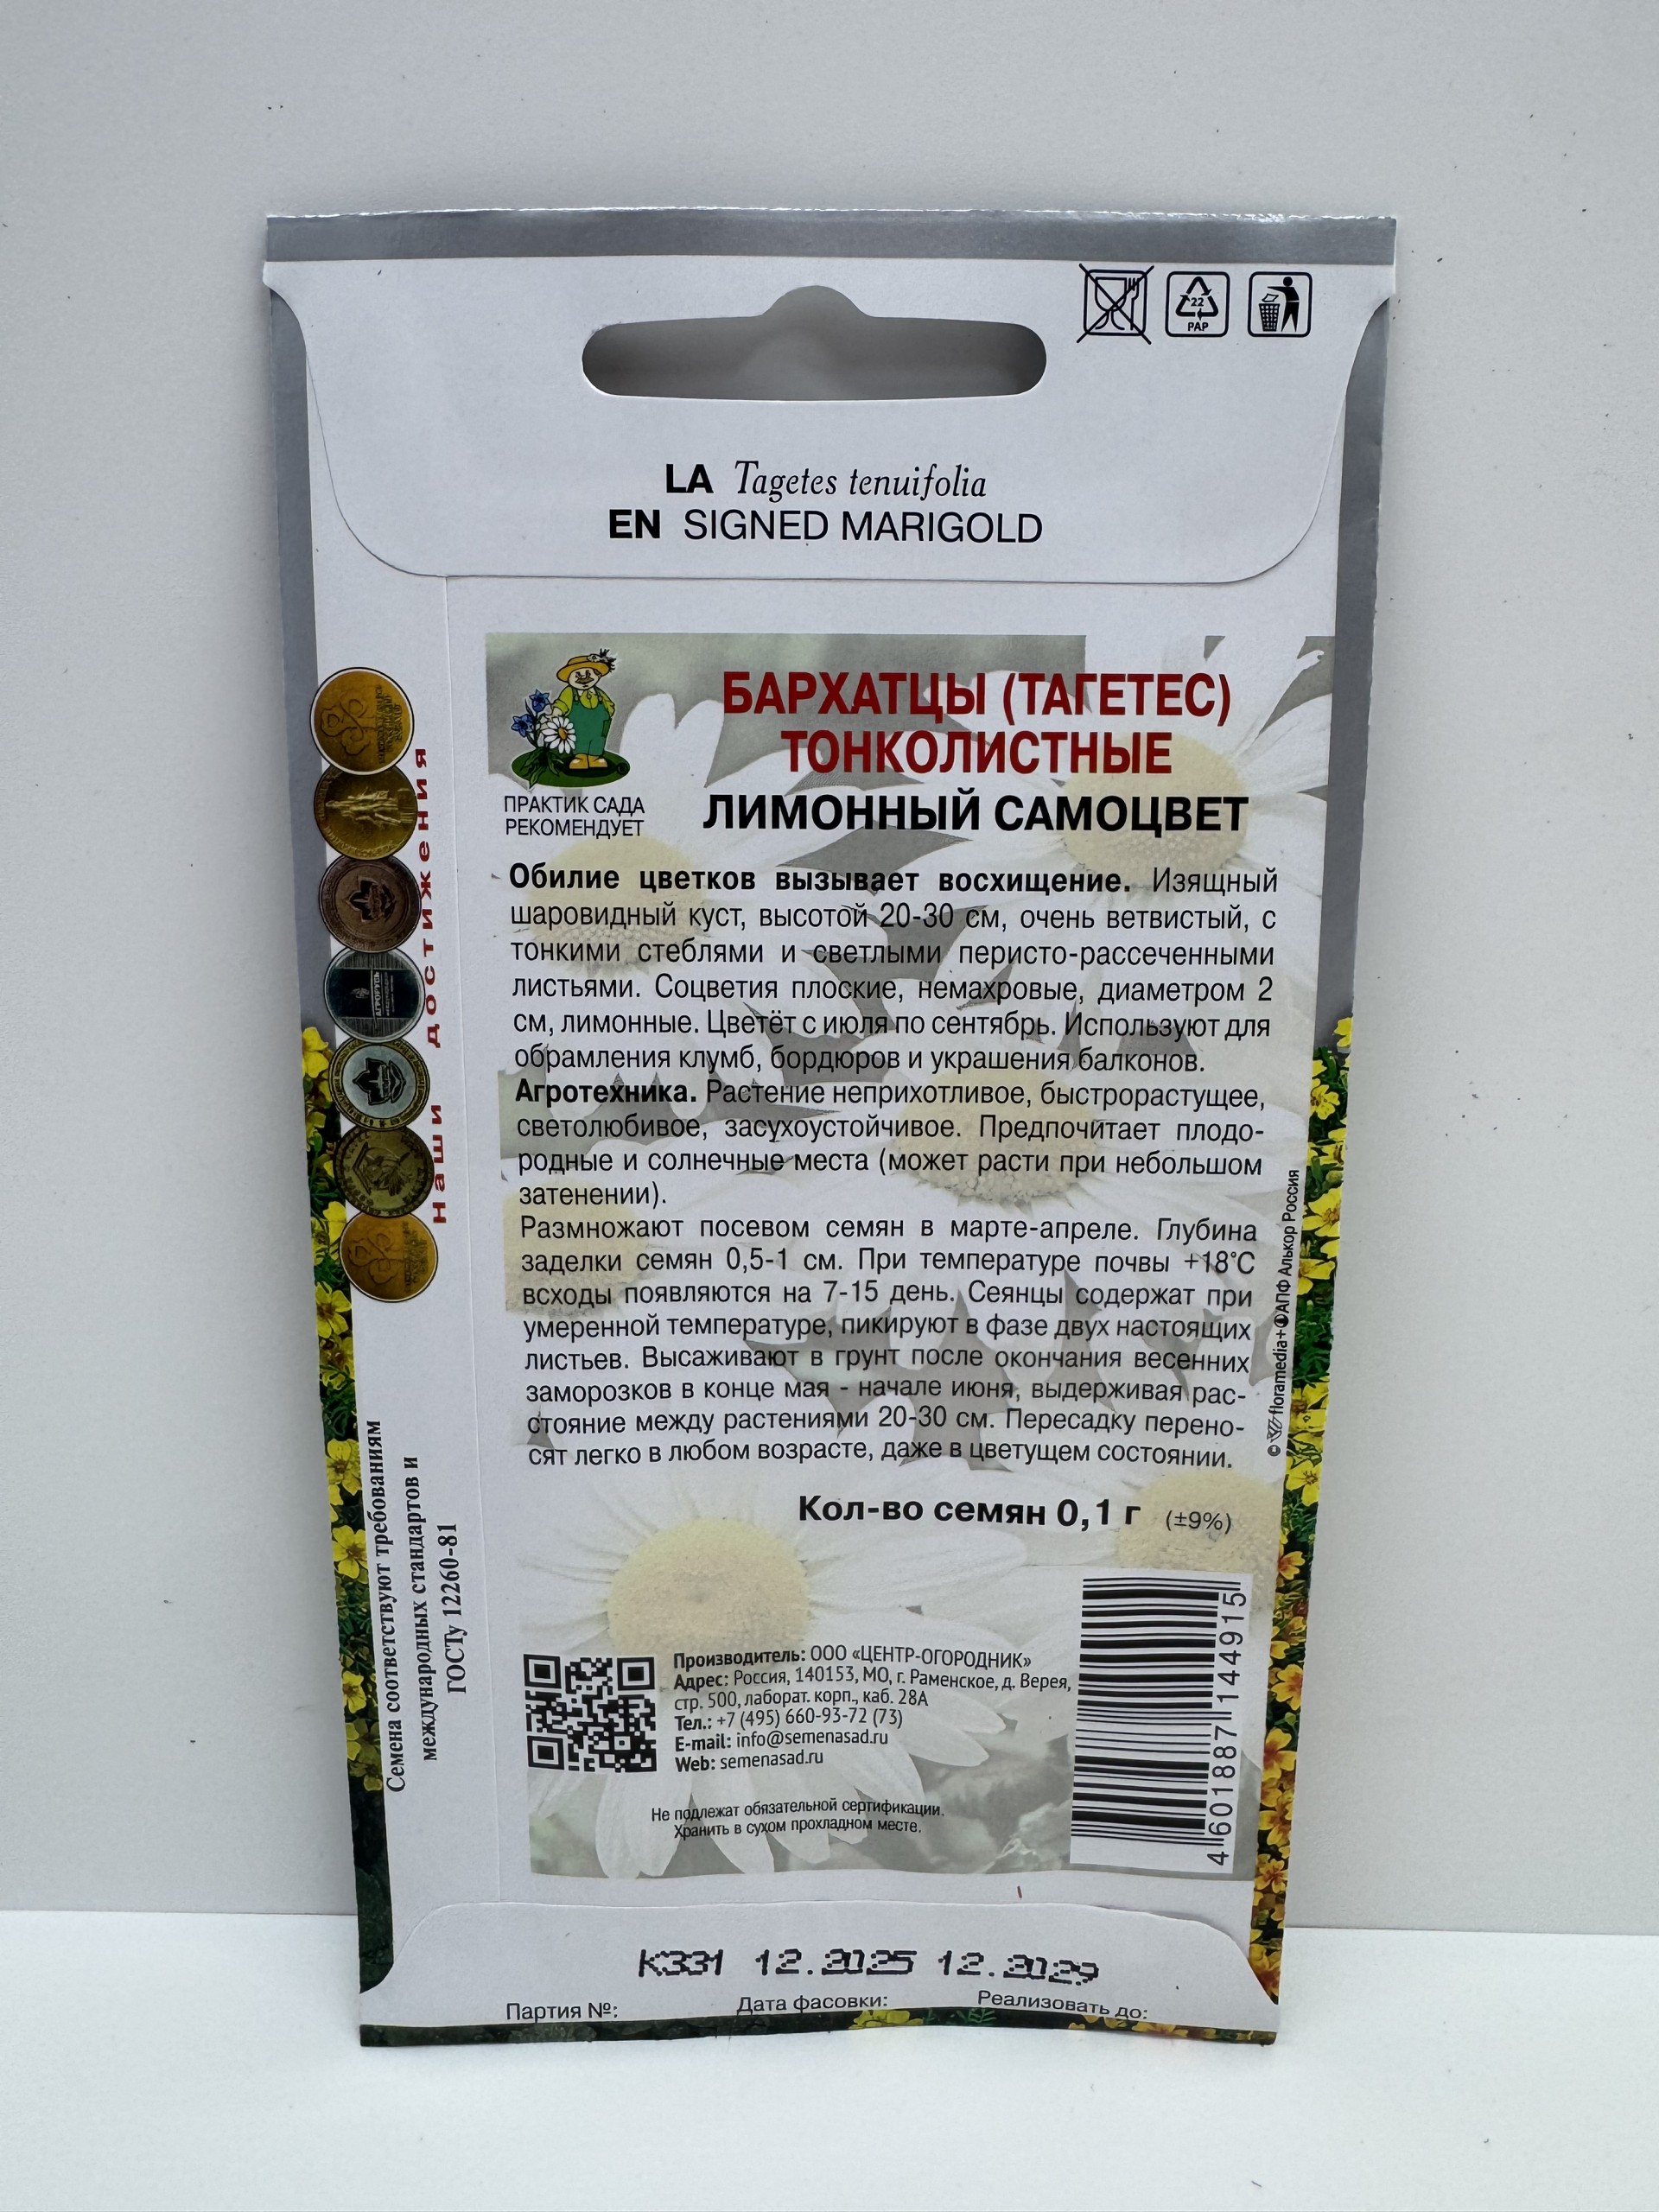 22
PAP
LA Tagetes tenuifolia
EN SIGNED MARIGOLD
ПРАКТИК САДА
РЕКОМЕНДУЕТ
БАРХАТЦЫ (ТАГЕТЕС)
ТОНКОЛИСТНЫЕ
ЛИМОННЫЙ САМОЦВЕТ
Обилие цветков вызывает восхищение. Изящный
шаровидный куст, высотой 20-30 см, очень ветвистый, с
тонкими стеблями и светлыми перисто-рассеченными
листьями. Соцветия плоские, немахровые, диаметром 2
см, лимонные. Цветёт с июля по сентябрь. Используют для
обрамления клумб, бордюров и украшения балконов.
Агротехника. Растение неприхотливое, быстрорастущее,
светолюбивое, засухоустойчивое. Предпочитает плодо-
родные и солнечные места (может расти при небольшом
затенении).
Размножают посевом семян в марте-апреле. Глубина
заделки семян 0,5-1 см. При температуре почвы +18°С
всходы появляются на 7-15 день. Сеянцы содержат при
умеренной температуре, пикируют в фазе двух настоящих
листьев. Высаживают в грунт после окончания весенних
заморозков в конце мая - начале июня, выдерживая рас-
стояние между растениями 20-30 см. Пересадку перено-
сят легко в любом возрасте, даже в цветущем состоянии.
Кол-во семян 0,1 г (±9%)
Производитель: ООО «ЦЕНТР-ОГОРОДНИК»
Адрес: Россия, 140153, МО, г. Раменское, д. Верея,
стр. 500, лаборат. корп., каб. 28А
Тел.: +7 (495) 660-93-72 (73)
E-mail: info@semenasad.ru
Web: semenasad.ru
Не подлежат обязательной сертификации.
Хранить в сухом прохладном месте.
4 601887 144915
© floramedia+ АПФ Алькор Россия
Наши достижения
АГРОРУСЬ
Семена соответствуют требованиям
международных стандартов и
ГОСТу 12260-81
К331 12.2025 12.2029
Партия №: Дата фасовки: Реализовать до: